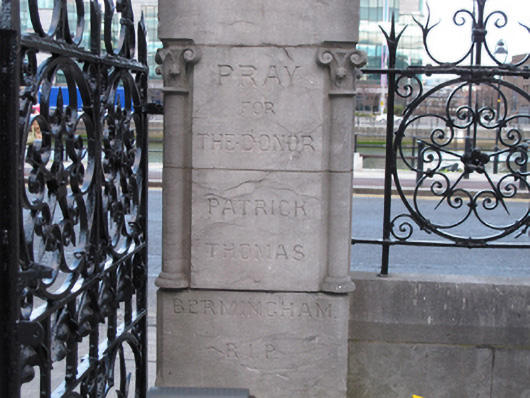 PRAY
FOR
THE·DONOR
PATRICK
THOMAS
BERMINGHAM.
R.I.P.